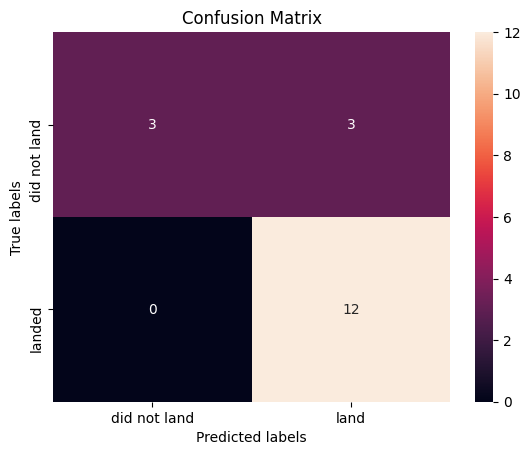 Confusion Matrix
True labels
did not land
landed
3
3
0
12
did not land
land
Predicted labels
12
10
8
6
4
2
0